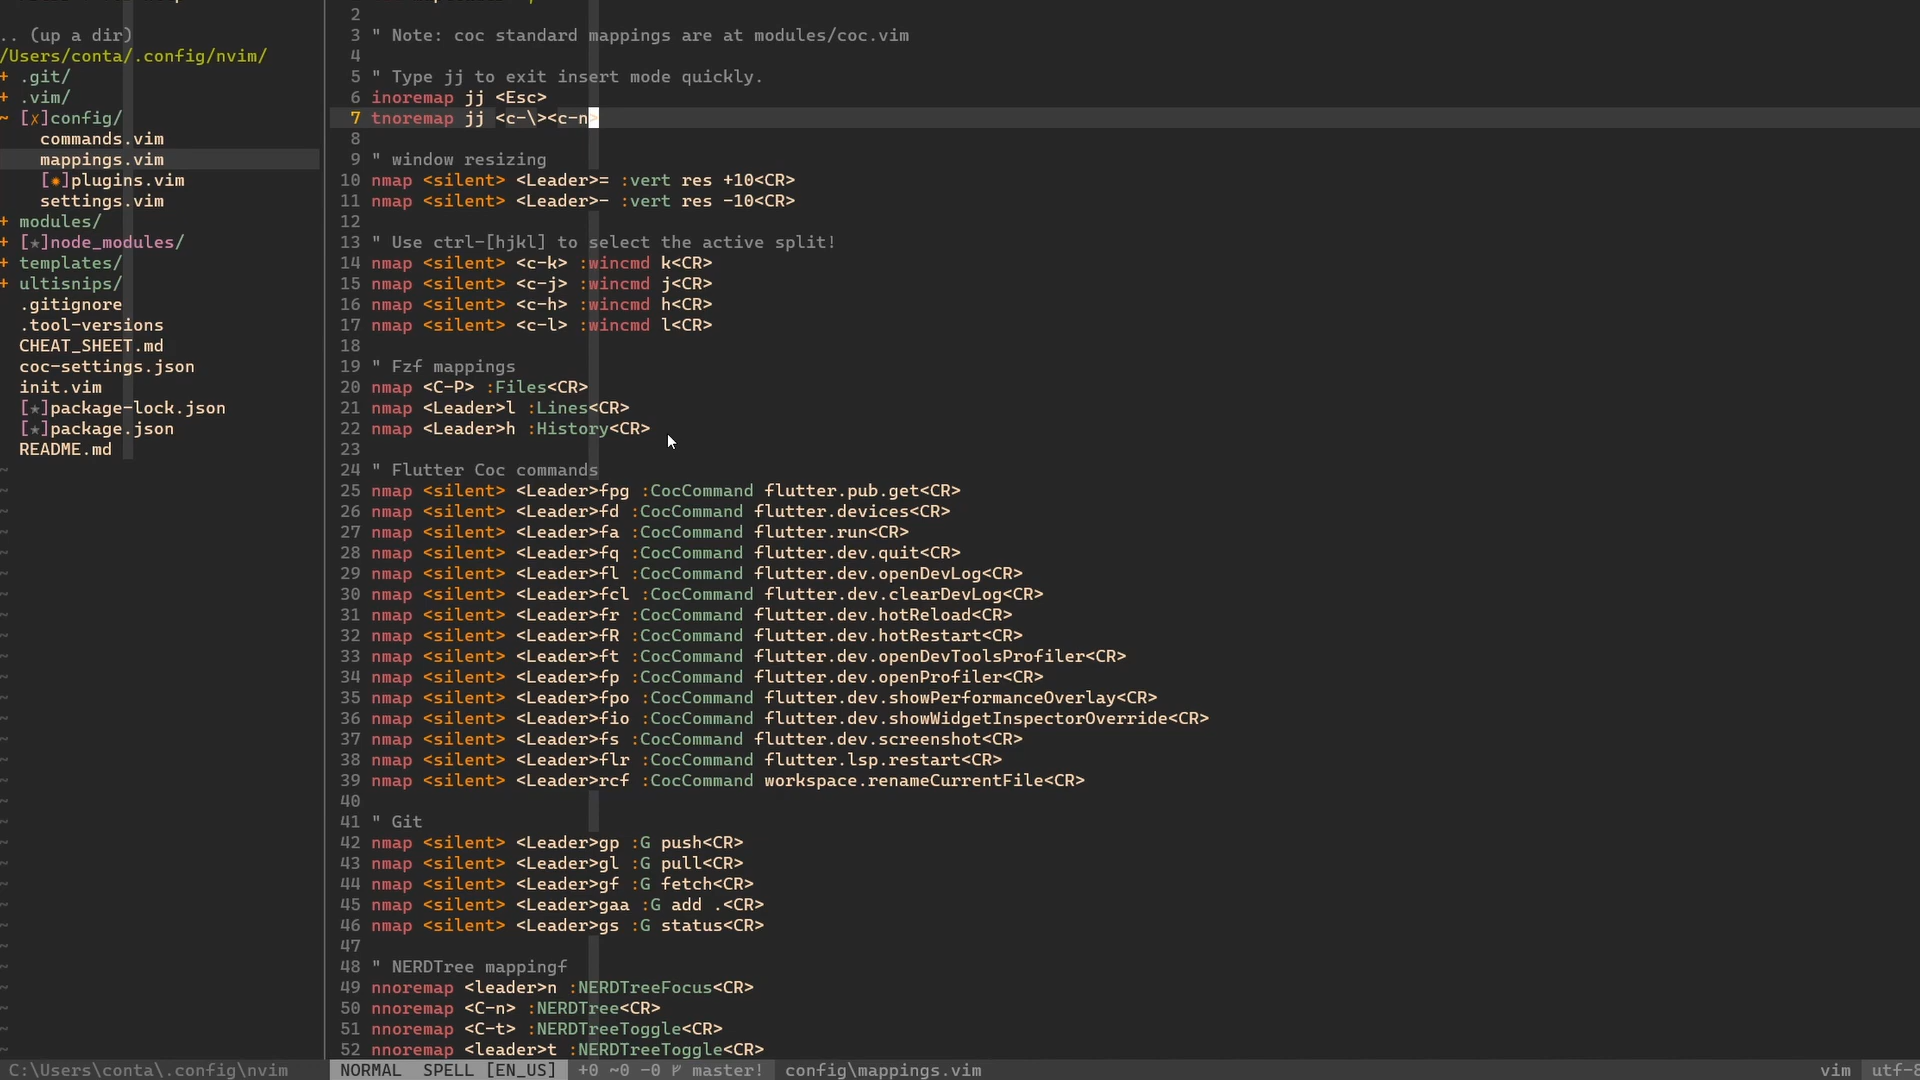 .. (up a dir)
/Users/conta/.config/nvim/
+ .git/
+ .vim/
~ [✗]config/
commands.vim
mappings.vim
[✹]plugins.vim
settings.vim
+ modules/
+ [★]node_modules/
+ templates/
+ ultisnips/
.gitignore
.tool-versions
CHEAT_SHEET.md
coc-settings.json
init.vim
[★]package-lock.json
[★]package.json
README.md
2
3 " Note: coc standard mappings are at modules/coc.vim
4
5 " Type jj to exit insert mode quickly.
6 inoremap jj <Esc>
7 tnoremap jj <c-\><c-n>
8
9 " window resizing
10 nmap <silent> <Leader>= :vert res +10<CR>
11 nmap <silent> <Leader>- :vert res -10<CR>
12
13 " Use ctrl-[hjkl] to select the active split!
14 nmap <silent> <c-k> :wincmd k<CR>
15 nmap <silent> <c-j> :wincmd j<CR>
16 nmap <silent> <c-h> :wincmd h<CR>
17 nmap <silent> <c-l> :wincmd l<CR>
18
19 " Fzf mappings
20 nmap <C-P> :Files<CR>
21 nmap <Leader>l :Lines<CR>
22 nmap <Leader>h :History<CR>
23
24 " Flutter Coc commands
25 nmap <silent> <Leader>fpg :CocCommand flutter.pub.get<CR>
26 nmap <silent> <Leader>fd :CocCommand flutter.devices<CR>
27 nmap <silent> <Leader>fa :CocCommand flutter.run<CR>
28 nmap <silent> <Leader>fq :CocCommand flutter.dev.quit<CR>
29 nmap <silent> <Leader>fl :CocCommand flutter.dev.openDevLog<CR>
30 nmap <silent> <Leader>fcl :CocCommand flutter.dev.clearDevLog<CR>
31 nmap <silent> <Leader>fr :CocCommand flutter.dev.hotReload<CR>
32 nmap <silent> <Leader>fR :CocCommand flutter.dev.hotRestart<CR>
33 nmap <silent> <Leader>ft :CocCommand flutter.dev.openDevToolsProfiler<CR>
34 nmap <silent> <Leader>fp :CocCommand flutter.dev.openProfiler<CR>
35 nmap <silent> <Leader>fpo :CocCommand flutter.dev.showPerformanceOverlay<CR>
36 nmap <silent> <Leader>fio :CocCommand flutter.dev.showWidgetInspectorOverride<CR>
37 nmap <silent> <Leader>fs :CocCommand flutter.dev.screenshot<CR>
38 nmap <silent> <Leader>flr :CocCommand flutter.lsp.restart<CR>
39 nmap <silent> <Leader>rcf :CocCommand workspace.renameCurrentFile<CR>
40
41 " Git
42 nmap <silent> <Leader>gp :G push<CR>
43 nmap <silent> <Leader>gl :G pull<CR>
44 nmap <silent> <Leader>gf :G fetch<CR>
45 nmap <silent> <Leader>gaa :G add .<CR>
46 nmap <silent> <Leader>gs :G status<CR>
47
48 " NERDTree mappingf
49 nnoremap <leader>n :NERDTreeFocus<CR>
50 nnoremap <C-n> :NERDTree<CR>
51 nnoremap <C-t> :NERDTreeToggle<CR>
52 nnoremap <leader>t :NERDTreeToggle<CR>
C:\Users\conta\.config\nvim NORMAL SPELL [EN_US] +0 ~0 -0 master! config\mappings.vim vim utf-8